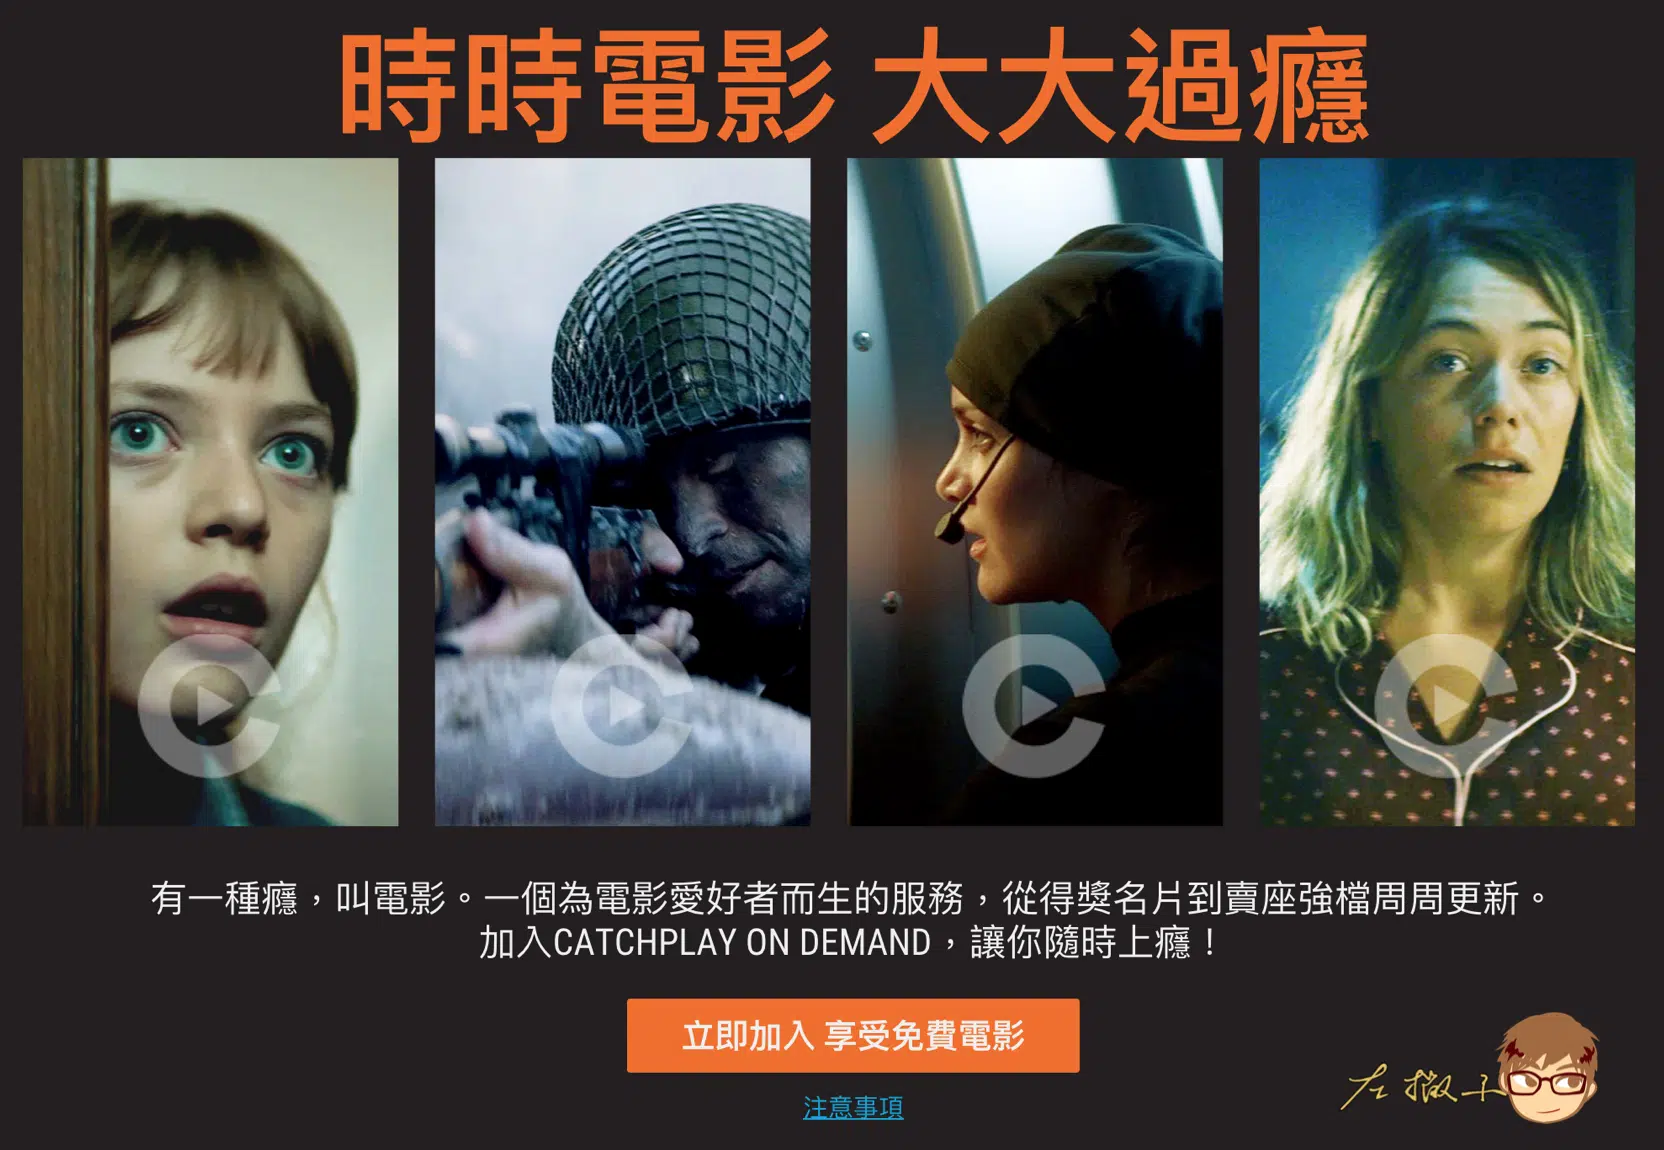 時時電影 大大過癮
有一種癮，叫電影。一個為電影愛好者而生的服務，從得獎名片到賣座強檔周周更新。
加入CATCHPLAY ON DEMAND，讓你隨時上癮！
立即加入 享受免費電影
注意事項
左撇子